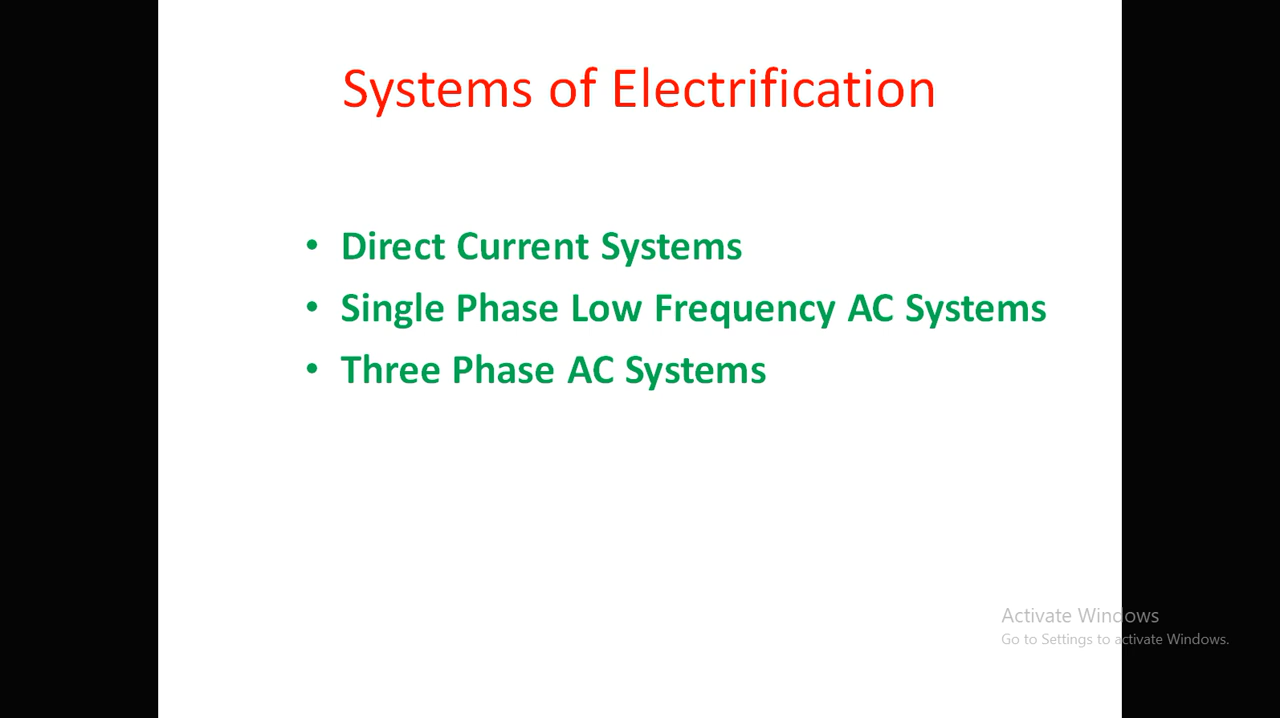 Systems of Electrification
• Direct Current Systems
• Single Phase Low Frequency AC Systems
• Three Phase AC Systems
Activate Windows
Go to Settings to activate Windows.